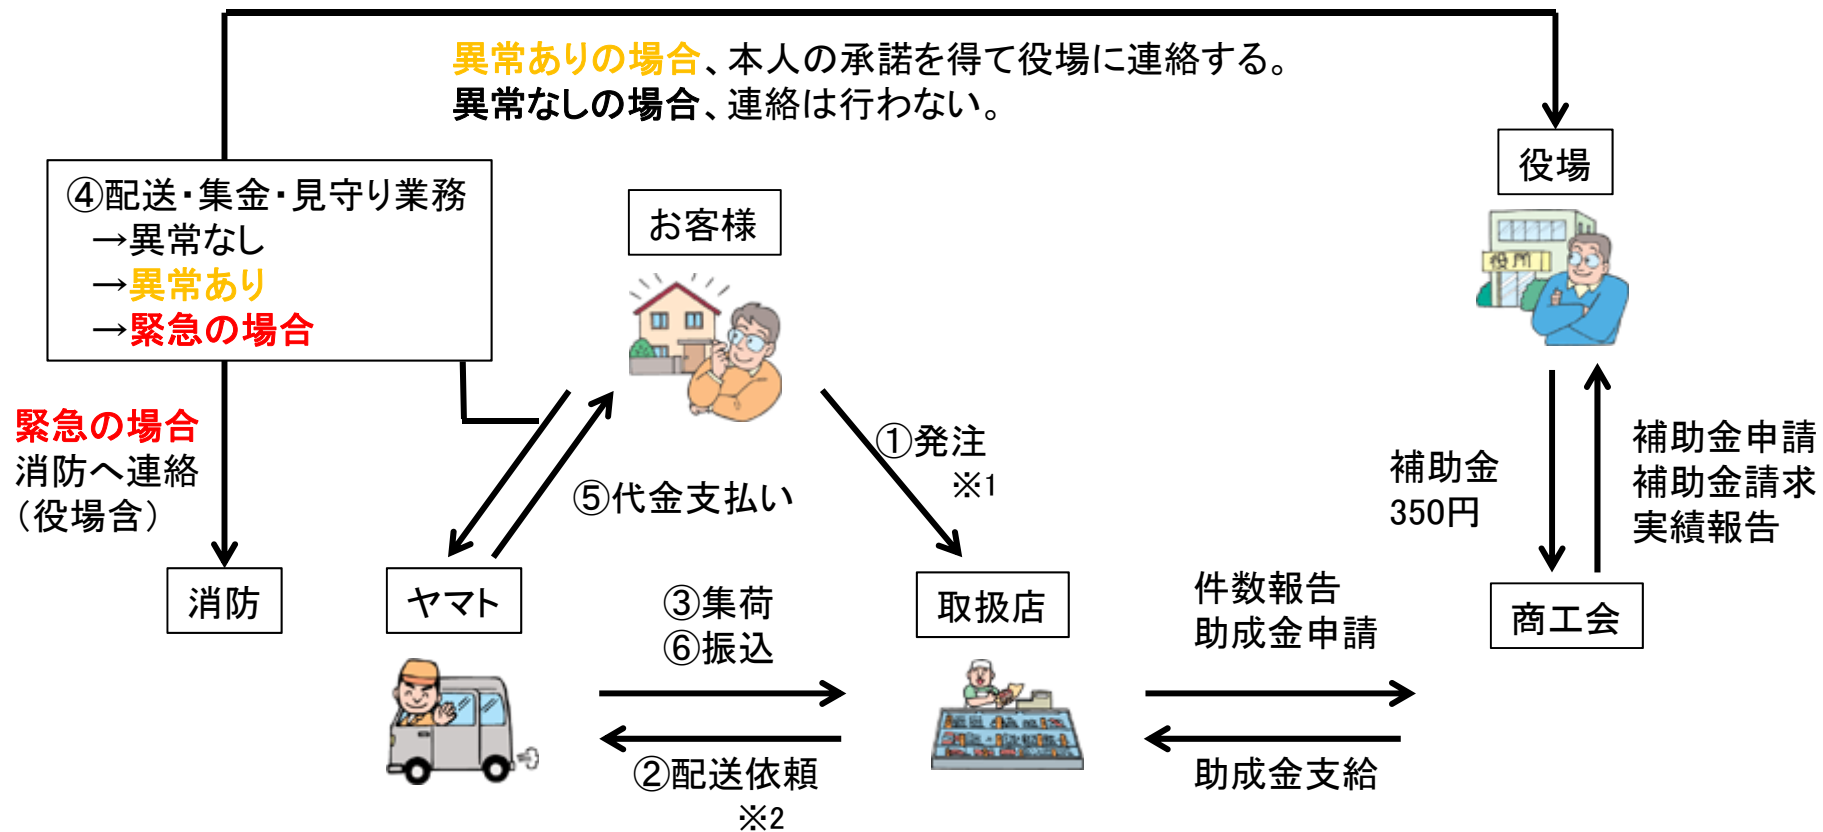 異常ありの場合、本人の承諾を得て役場に連絡する。
異常なしの場合、連絡は行わない。
役場
④配送・集金・見守り業務
→異常なし
→異常あり
→緊急の場合
お客様
役所
緊急の場合
消防へ連絡
（役場含）
①発注
※1
⑤代金支払い
補助金
350円
補助金申請
補助金請求
実績報告
消防
ヤマト
③集荷
⑥振込
取扱店
件数報告
助成金申請
商工会
②配送依頼
※2
助成金支給